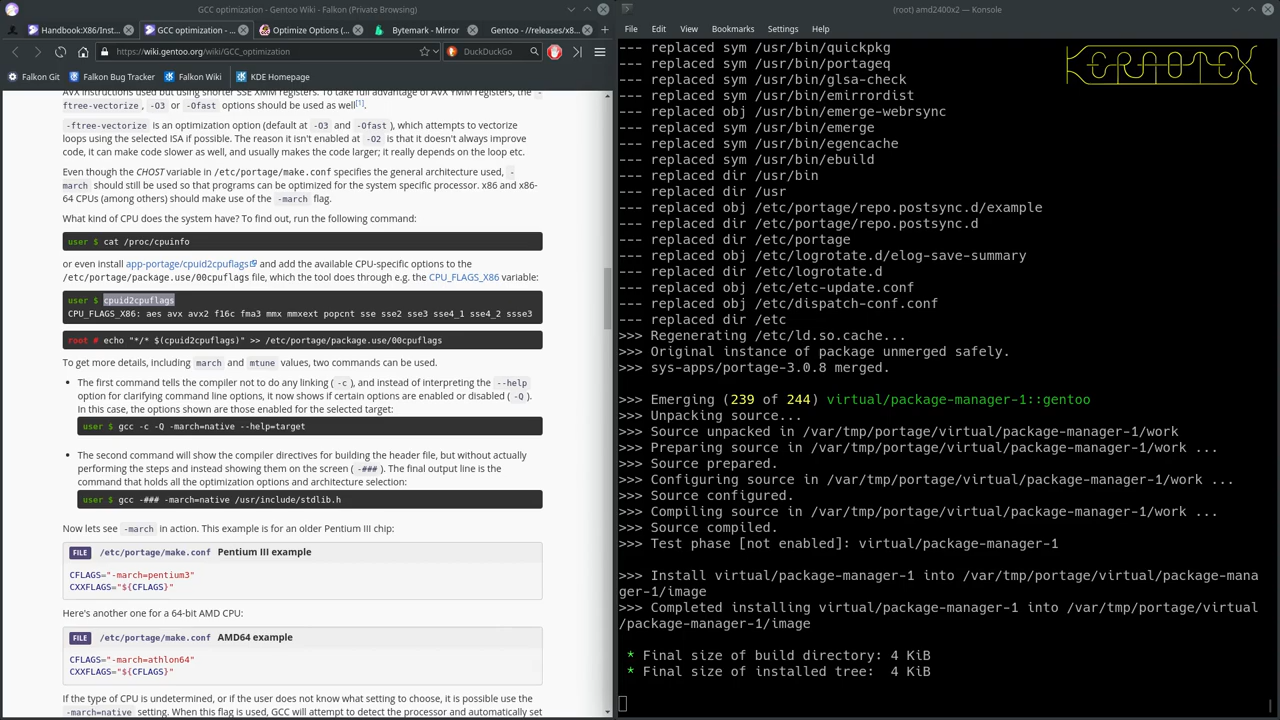 GCC optimization - Gentoo Wiki - Falkon (Private Browsing)
Handbook:X86/Inst...
GCC optimization - ...
Optimize Options (...
Bytemark - Mirror
Gentoo - //releases/x8...
https://wiki.gentoo.org/wiki/GCC_optimization
DuckDuckGo
Falkon Git
Falkon Bug Tracker
Falkon Wiki
KDE Homepage
AVX instructions used but using shorter SSE XMM registers. To take full advantage of AVX YMM registers, the -
ftree-vectorize, -O3 or -Ofast options should be used as well[1].
-ftree-vectorize is an optimization option (default at -O3 and -Ofast), which attempts to vectorize
loops using the selected ISA if possible. The reason it isn't enabled at -O2 is that it doesn't always improve
code, it can make code slower as well, and usually makes the code larger; it really depends on the loop etc.
Even though the CHOST variable in /etc/portage/make.conf specifies the general architecture used, -
march should still be used so that programs can be optimized for the system specific processor. x86 and x86-
64 CPUs (among others) should make use of the -march flag.
What kind of CPU does the system have? To find out, run the following command:
user $ cat /proc/cpuinfo
or even install app-portage/cpuid2cpuflags and add the available CPU-specific options to the
/etc/portage/package.use/00cpuflags file, which the tool does through e.g. the CPU_FLAGS_X86 variable:
user $ cpuid2cpuflags
CPU_FLAGS_X86: aes avx avx2 f16c fma3 mmx mmxext popcnt sse sse2 sse3 sse4_1 sse4_2 ssse3
root # echo "*/* $(cpuid2cpuflags)" >> /etc/portage/package.use/00cpuflags
To get more details, including march and mtune values, two commands can be used.
The first command tells the compiler not to do any linking (-c), and instead of interpreting the --help
option for clarifying command line options, it now shows if certain options are enabled or disabled (-Q).
In this case, the options shown are those enabled for the selected target:
user $ gcc -c -Q -march=native --help=target
The second command will show the compiler directives for building the header file, but without actually
performing the steps and instead showing them on the screen (-###). The final output line is the
command that holds all the optimization options and architecture selection:
user $ gcc -### -march=native /usr/include/stdlib.h
Now lets see -march in action. This example is for an older Pentium III chip:
FILE /etc/portage/make.conf Pentium III example
CFLAGS="-march=pentium3"
CXXFLAGS="${CFLAGS}"
Here's another one for a 64-bit AMD CPU:
FILE /etc/portage/make.conf AMD64 example
CFLAGS="-march=athlon64"
CXXFLAGS="${CFLAGS}"
If the type of CPU is undetermined, or if the user does not know what setting to choose, it is possible use the
-march=native setting. When this flag is used, GCC will attempt to detect the processor and automatically set
(root) amd2400x2 — Konsole
File Edit View Bookmarks Settings Help
KERAOTEX
--- replaced sym /usr/bin/quickpkg
--- replaced sym /usr/bin/portageq
--- replaced sym /usr/bin/glsa-check
--- replaced sym /usr/bin/emirrordist
--- replaced obj /usr/bin/emerge-webrsync
--- replaced sym /usr/bin/emerge
--- replaced sym /usr/bin/egencache
--- replaced sym /usr/bin/ebuild
--- replaced dir /usr/bin
--- replaced dir /usr
--- replaced obj /etc/portage/repo.postsync.d/example
--- replaced dir /etc/portage/repo.postsync.d
--- replaced dir /etc/portage
--- replaced obj /etc/logrotate.d/elog-save-summary
--- replaced dir /etc/logrotate.d
--- replaced obj /etc/etc-update.conf
--- replaced obj /etc/dispatch-conf.conf
--- replaced dir /etc
>>> Regenerating /etc/ld.so.cache...
>>> Original instance of package unmerged safely.
>>> sys-apps/portage-3.0.8 merged.
>>> Emerging (239 of 244) virtual/package-manager-1::gentoo
>>> Unpacking source...
>>> Source unpacked in /var/tmp/portage/virtual/package-manager-1/work
>>> Preparing source in /var/tmp/portage/virtual/package-manager-1/work ...
>>> Source prepared.
>>> Configuring source in /var/tmp/portage/virtual/package-manager-1/work ...
>>> Source configured.
>>> Compiling source in /var/tmp/portage/virtual/package-manager-1/work ...
>>> Source compiled.
>>> Test phase [not enabled]: virtual/package-manager-1
>>> Install virtual/package-manager-1 into /var/tmp/portage/virtual/package-mana
ger-1/image
>>> Completed installing virtual/package-manager-1 into /var/tmp/portage/virtual
/package-manager-1/image
* Final size of build directory: 4 KiB
* Final size of installed tree: 4 KiB